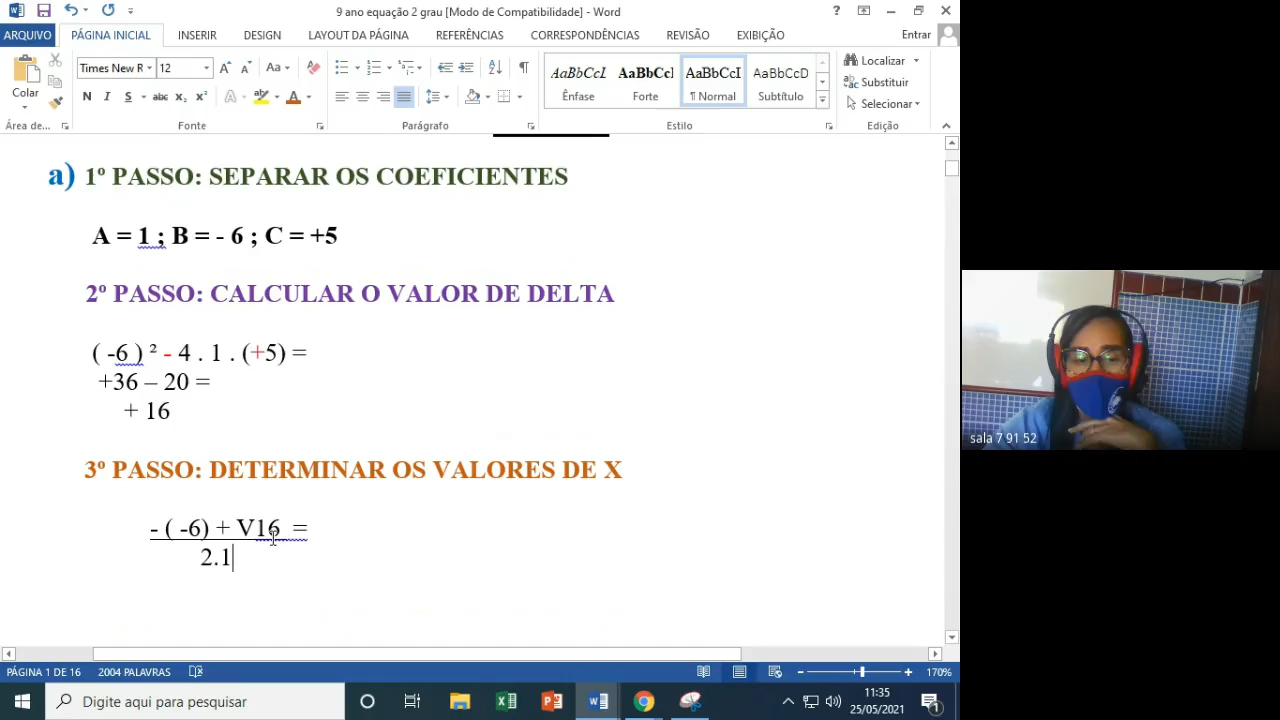 9 ano equação 2 grau [Modo de Compatibilidade] - Word
?
ARQUIVO PÁGINA INICIAL INSERIR DESIGN LAYOUT DA PÁGINA REFERÊNCIAS CORRESPONDÊNCIAS REVISÃO EXIBIÇÃO Entrar
Colar
Times New R 12 Aa
N I S abc x₂ x² A A
AaBbCcI AaBbCcI AaBbCcI AaBbCcD
Ênfase Forte ¶ Normal Subtítulo
Localizar
Substituir
Selecionar
Área de... Fonte Parágrafo Estilo Edição
a) 1º PASSO: SEPARAR OS COEFICIENTES
A = 1 ; B = - 6 ; C = +5
2º PASSO: CALCULAR O VALOR DE DELTA
( -6 ) ² - 4 . 1 . (+5) =
+36 – 20 =
+ 16
3º PASSO: DETERMINAR OS VALORES DE X
- ( -6) + V16 =
2.1
sala 7 91 52
PÁGINA 1 DE 16 2004 PALAVRAS 170%
Digite aqui para pesquisar
11:35
25/05/2021
1